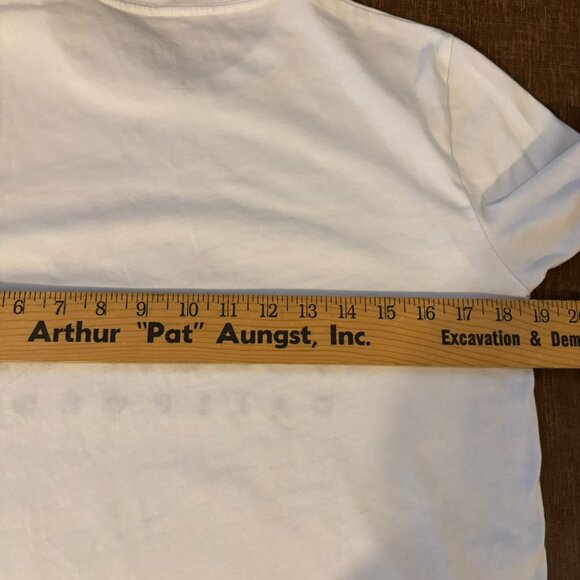 6 7 8 9 10 11 12 13 14 15 16 17 18 19 2
Arthur "Pat" Aungst, Inc. Excavation & Dem